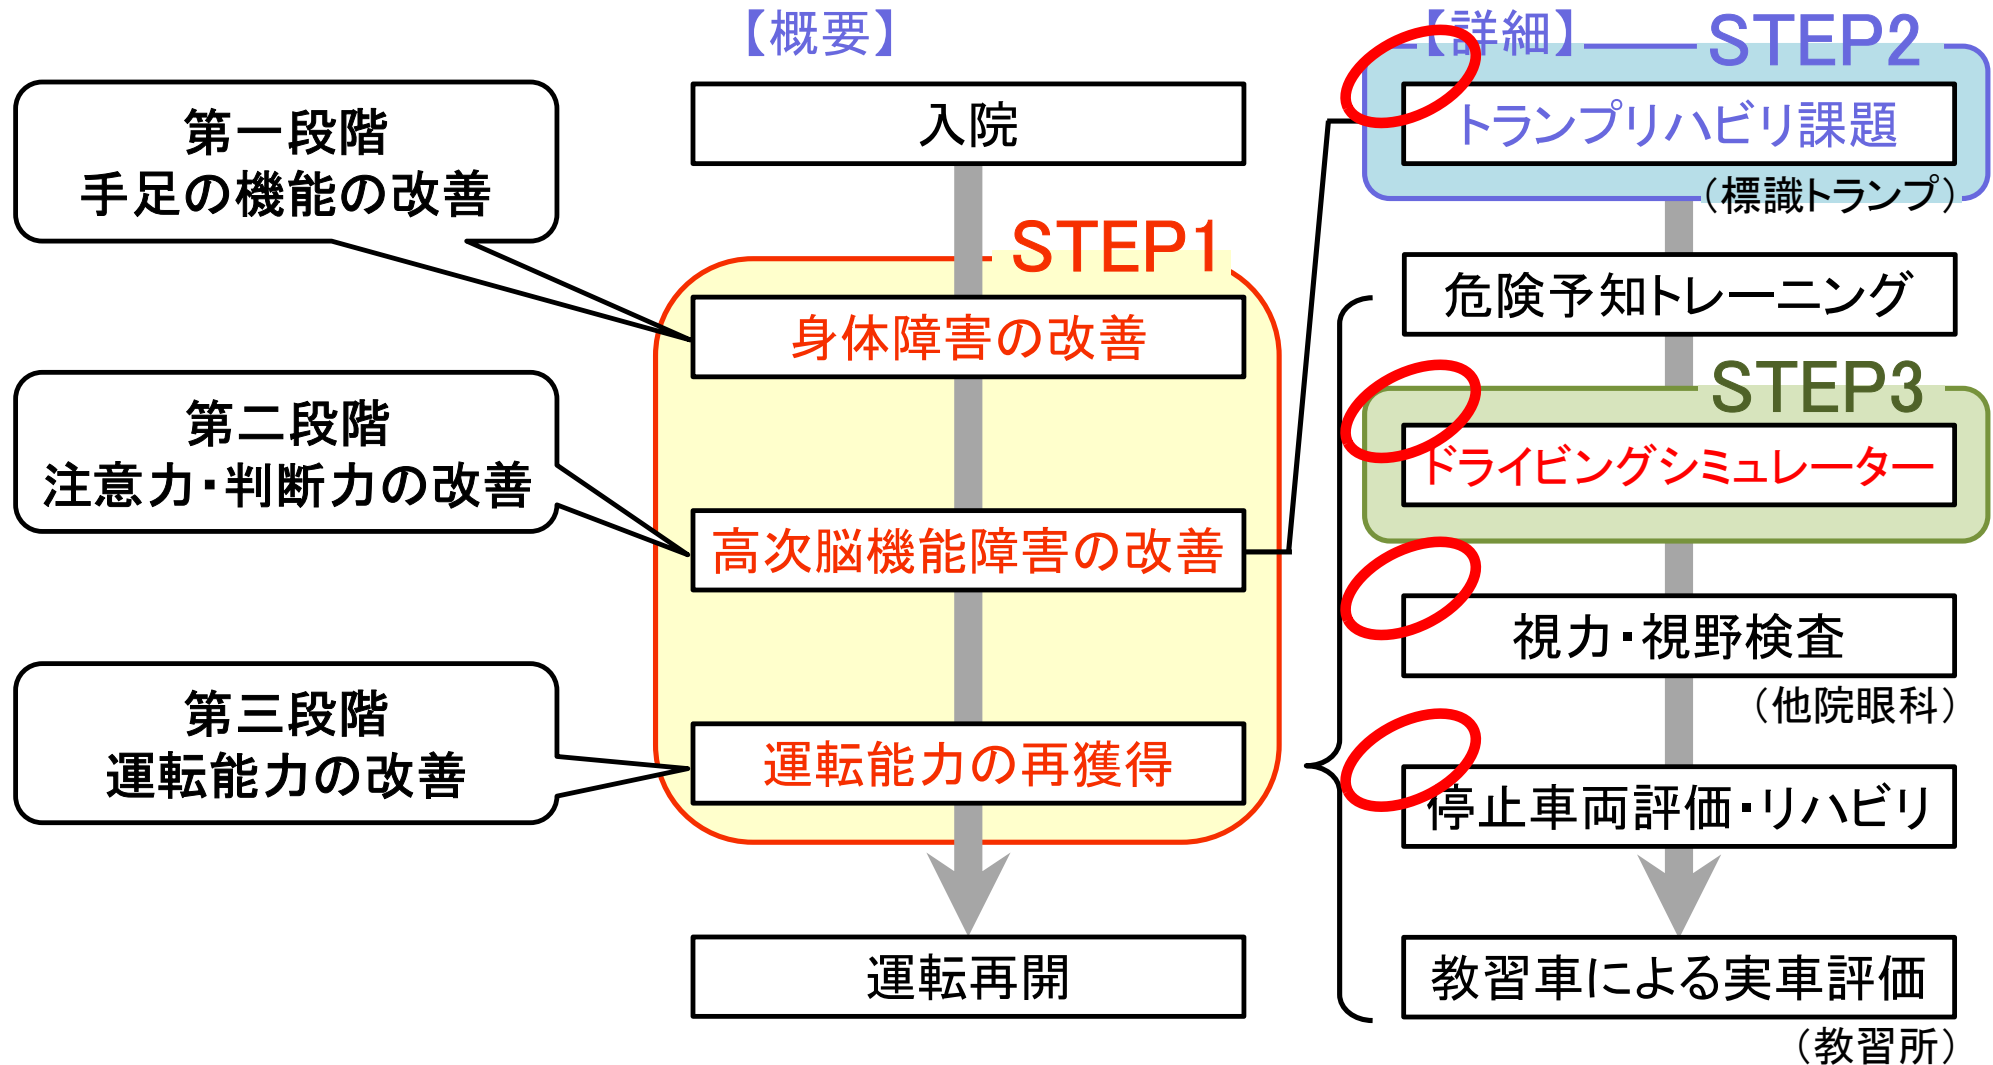 【概要】
入院
STEP1
身体障害の改善
高次脳機能障害の改善
運転能力の再獲得
運転再開
第一段階
手足の機能の改善
第二段階
注意力・判断力の改善
第三段階
運転能力の改善
【詳細】
STEP2
トランプリハビリ課題
（標識トランプ）
危険予知トレーニング
STEP3
ドライビングシミュレーター
視力・視野検査
（他院眼科）
停止車両評価・リハビリ
教習車による実車評価
（教習所）